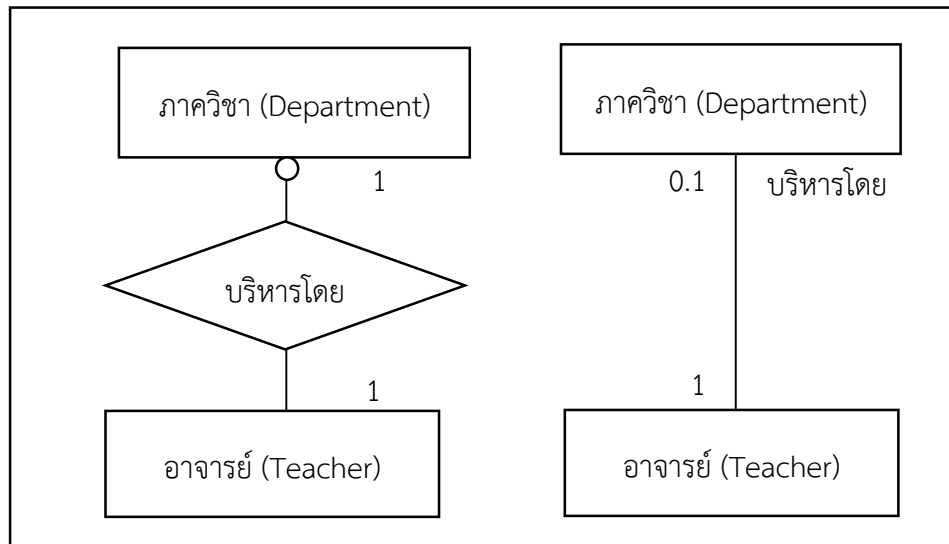 ภาควิชา (Department)
1
บริหารโดย
1
อาจารย์ (Teacher)
ภาควิชา (Department)
0.1
บริหารโดย
1
อาจารย์ (Teacher)